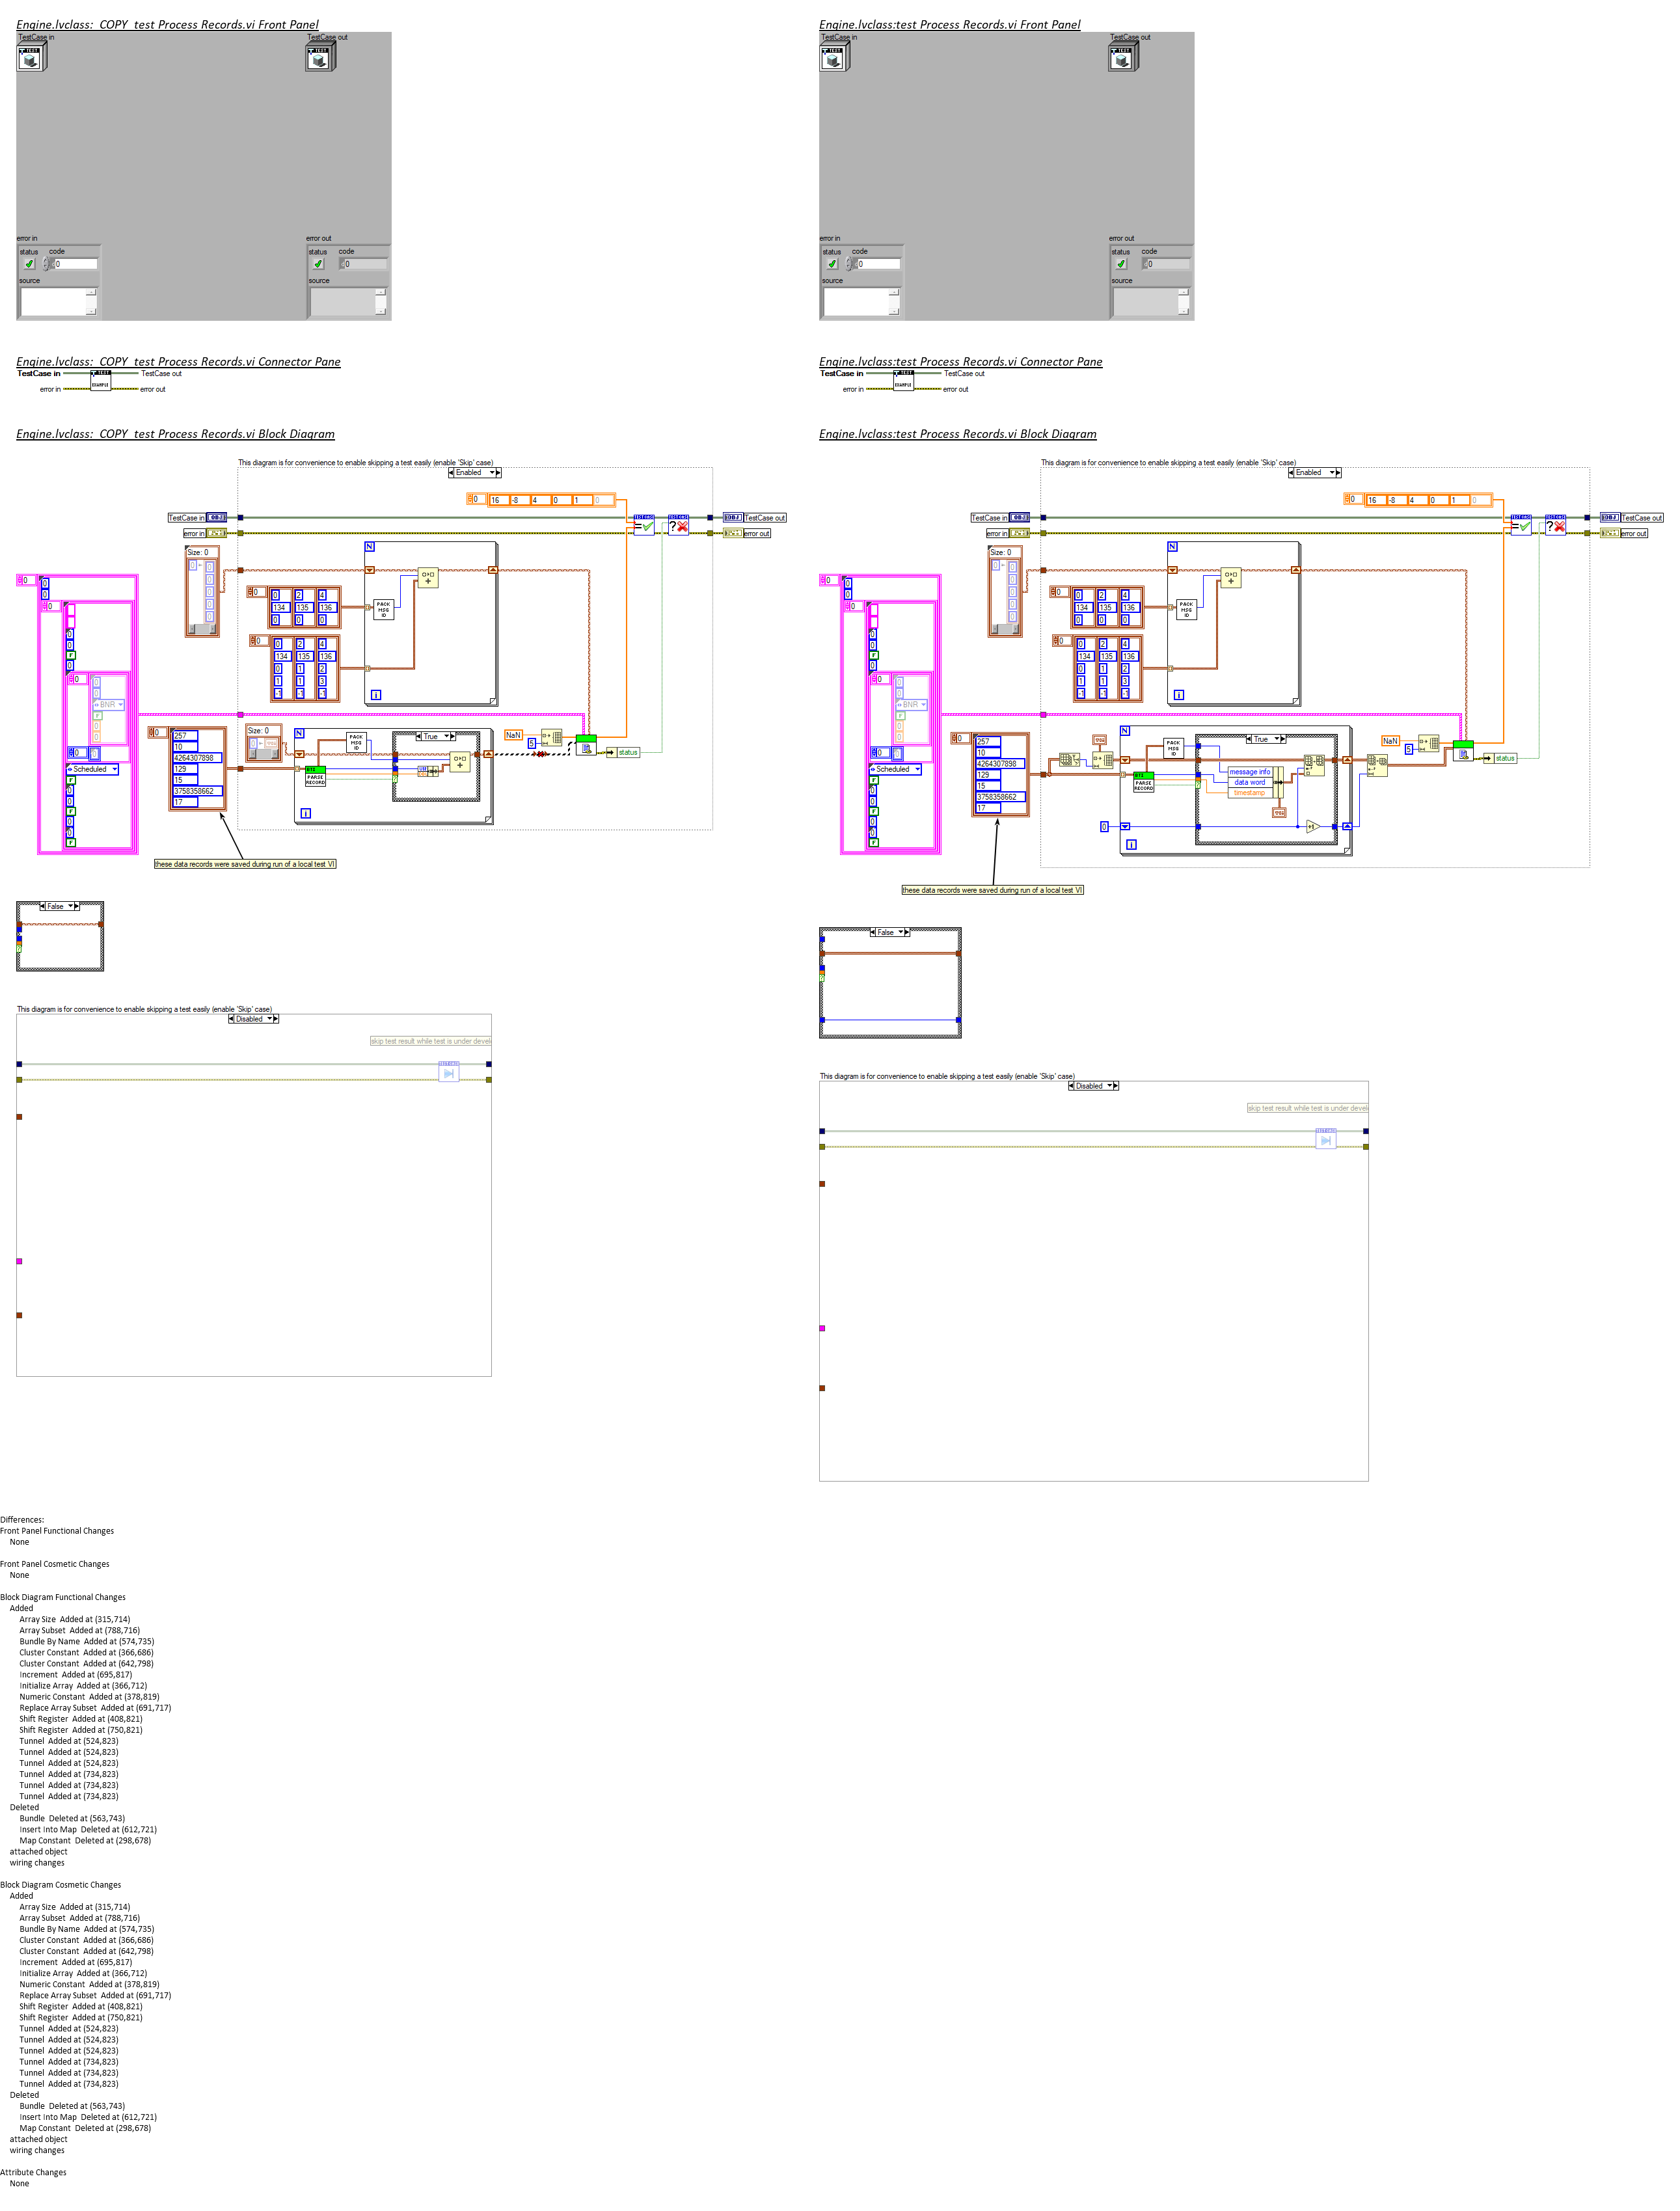 Engine.lvclass:_COPY_test Process Records.vi Front Panel
TestCase in
TestCase out
error in
status
code
0
source
error out
status
code
0
source
Engine.lvclass:_COPY_test Process Records.vi Connector Pane
TestCase in
TestCase out
TEST
EXAMPLE
error in
error out
Engine.lvclass:_COPY_test Process Records.vi Block Diagram
This diagram is for convenience to enable skipping a test easily (enable 'Skip' case)
Enabled
0 16 -8 4 0 1 0
TestCase in
TestCase out
error in
error out
Size: 0
N
0 0 2 4
134 135 136
0 0 0
PACK MSG ID
0 0 2 4
134 135 136
0 1 2
1 1 3
-1 -1 -1
i
BNR
Scheduled
0 257
10
4264307898
129
15
3758358662
17
Size: 0
N
PACK MSG ID
PARSE RECORD
True
i
NaN
5
status
these data records were saved during run of a local test VI
False
This diagram is for convenience to enable skipping a test easily (enable 'Skip' case)
Disabled
skip test result while test is under devel
Engine.lvclass:test Process Records.vi Front Panel
TestCase in
TestCase out
error in
status
code
0
source
error out
status
code
0
source
Engine.lvclass:test Process Records.vi Connector Pane
TestCase in
TestCase out
TEST
EXAMPLE
error in
error out
Engine.lvclass:test Process Records.vi Block Diagram
This diagram is for convenience to enable skipping a test easily (enable 'Skip' case)
Enabled
0 16 -8 4 0 1 0
TestCase in
TestCase out
error in
error out
Size: 0
N
0 0 2 4
134 135 136
0 0 0
PACK MSG ID
0 0 2 4
134 135 136
0 1 2
1 1 3
-1 -1 -1
i
BNR
Scheduled
0 257
10
4264307898
129
15
3758358662
17
N
PACK MSG ID
PARSE RECORD
True
message info
data word
timestamp
0
i
NaN
5
status
these data records were saved during run of a local test VI
False
This diagram is for convenience to enable skipping a test easily (enable 'Skip' case)
Disabled
skip test result while test is under devel
Differences:
Front Panel Functional Changes
None
Front Panel Cosmetic Changes
None
Block Diagram Functional Changes
Added
Array Size Added at (315,714)
Array Subset Added at (788,716)
Bundle By Name Added at (574,735)
Cluster Constant Added at (366,686)
Cluster Constant Added at (642,798)
Increment Added at (695,817)
Initialize Array Added at (366,712)
Numeric Constant Added at (378,819)
Replace Array Subset Added at (691,717)
Shift Register Added at (408,821)
Shift Register Added at (750,821)
Tunnel Added at (524,823)
Tunnel Added at (524,823)
Tunnel Added at (524,823)
Tunnel Added at (734,823)
Tunnel Added at (734,823)
Tunnel Added at (734,823)
Deleted
Bundle Deleted at (563,743)
Insert Into Map Deleted at (612,721)
Map Constant Deleted at (298,678)
attached object
wiring changes
Block Diagram Cosmetic Changes
Added
Array Size Added at (315,714)
Array Subset Added at (788,716)
Bundle By Name Added at (574,735)
Cluster Constant Added at (366,686)
Cluster Constant Added at (642,798)
Increment Added at (695,817)
Initialize Array Added at (366,712)
Numeric Constant Added at (378,819)
Replace Array Subset Added at (691,717)
Shift Register Added at (408,821)
Shift Register Added at (750,821)
Tunnel Added at (524,823)
Tunnel Added at (524,823)
Tunnel Added at (524,823)
Tunnel Added at (734,823)
Tunnel Added at (734,823)
Tunnel Added at (734,823)
Deleted
Bundle Deleted at (563,743)
Insert Into Map Deleted at (612,721)
Map Constant Deleted at (298,678)
attached object
wiring changes
Attribute Changes
None